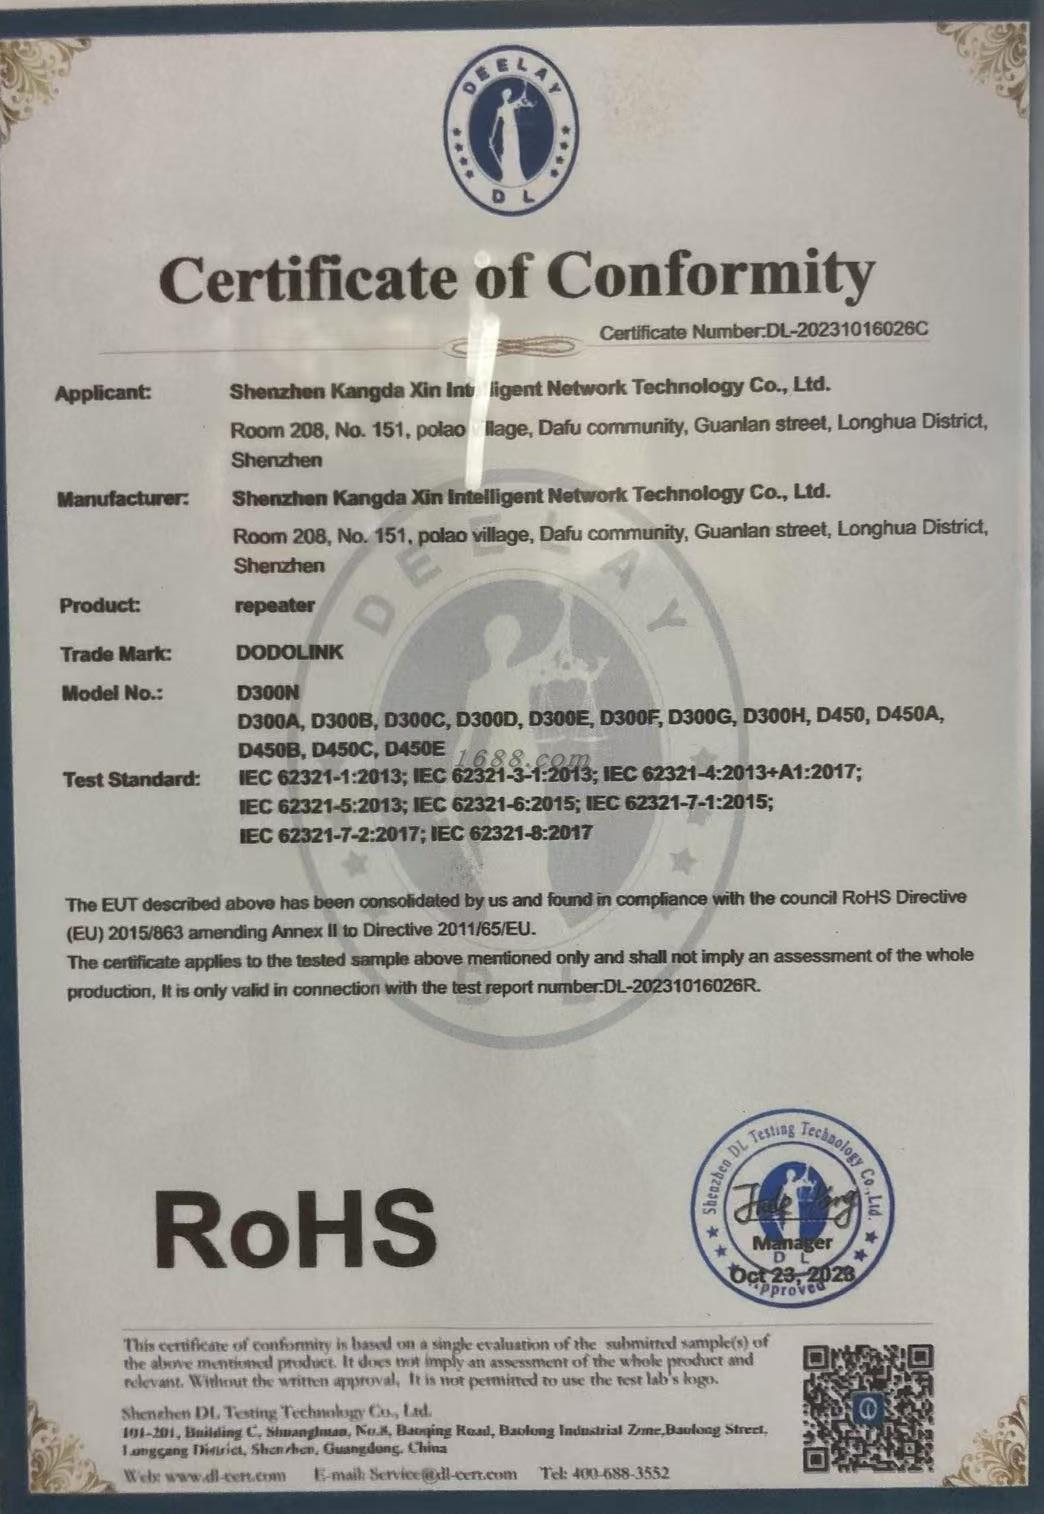 DEELAY
DL
Certificate of Conformity
Certificate Number:DL-20231016026C
Applicant: Shenzhen Kangda Xin Intelligent Network Technology Co., Ltd.
Room 208, No. 151, polao village, Dafu community, Guanlan street, Longhua District,
Shenzhen
Manufacturer: Shenzhen Kangda Xin Intelligent Network Technology Co., Ltd.
Room 208, No. 151, polao village, Dafu community, Guanlan street, Longhua District,
Shenzhen
Product: repeater
Trade Mark: DODOLINK
Model No.: D300N
D300A, D300B, D300C, D300D, D300E, D300F, D300G, D300H, D450, D450A,
D450B, D450C, D450E
1688.com
Test Standard: IEC 62321-1:2013; IEC 62321-3-1:2013; IEC 62321-4:2013+A1:2017;
IEC 62321-5:2013; IEC 62321-6:2015; IEC 62321-7-1:2015;
IEC 62321-7-2:2017; IEC 62321-8:2017
DEELAY
DL
The EUT described above has been consolidated by us and found in compliance with the council RoHS Directive
(EU) 2015/863 amending Annex II to Directive 2011/65/EU.
The certificate applies to the tested sample above mentioned only and shall not imply an assessment of the whole
production, It is only valid in connection with the test report number:DL-20231016026R.
RoHS
Shenzhen DL Testing Technology Co.,Ltd.
Manager
DL
Oct 23, 2023
Approved
This certificate of conformity is based on a single evaluation of the submitted sample(s) of
the above mentioned product. It does not imply an assessment of the whole product and
relevant. Without the written approval, It is not permitted to use the test lab's logo.
Shenzhen DL Testing Technology Co., Ltd.
101-201, Building C, Shuanghuan, No.8, Baoqing Road, Baolong Industrial Zone,Baolong Street,
Longgang District, Shenzhen, Guangdong, China
Web: www.dl-cert.com E-mail: Service@dl-cert.com Tel: 400-688-3552